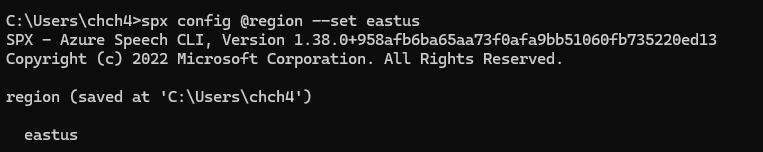 C:\Users\chch4>spx config @region --set eastus
SPX - Azure Speech CLI, Version 1.38.0+958afb6ba65aa73f0afa9bb51060fb735220ed13
Copyright (c) 2022 Microsoft Corporation. All Rights Reserved.
region (saved at 'C:\Users\chch4')
eastus